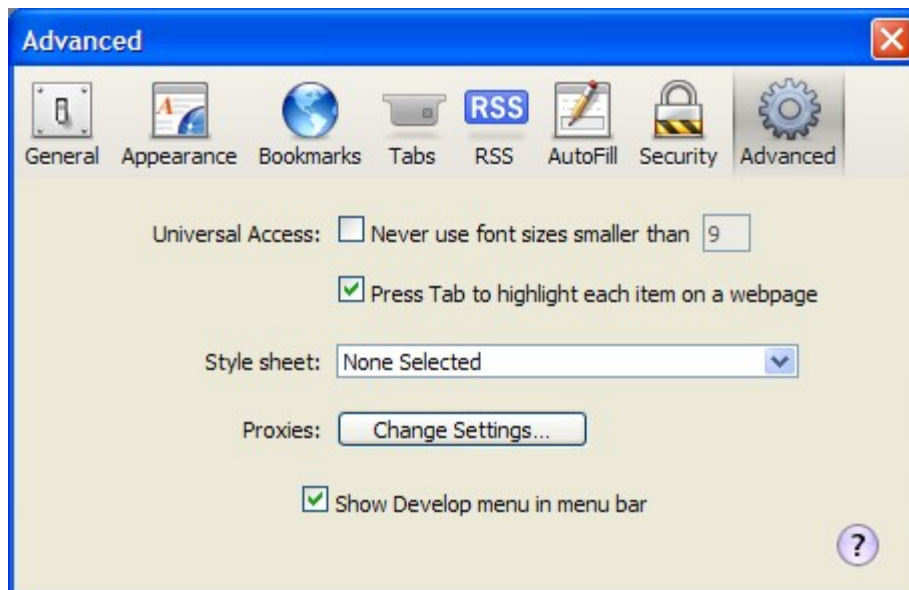 Advanced
RSS
General Appearance Bookmarks Tabs RSS AutoFill Security Advanced
Universal Access: Never use font sizes smaller than 9
Press Tab to highlight each item on a webpage
Style sheet: None Selected
Proxies: Change Settings...
Show Develop menu in menu bar
?